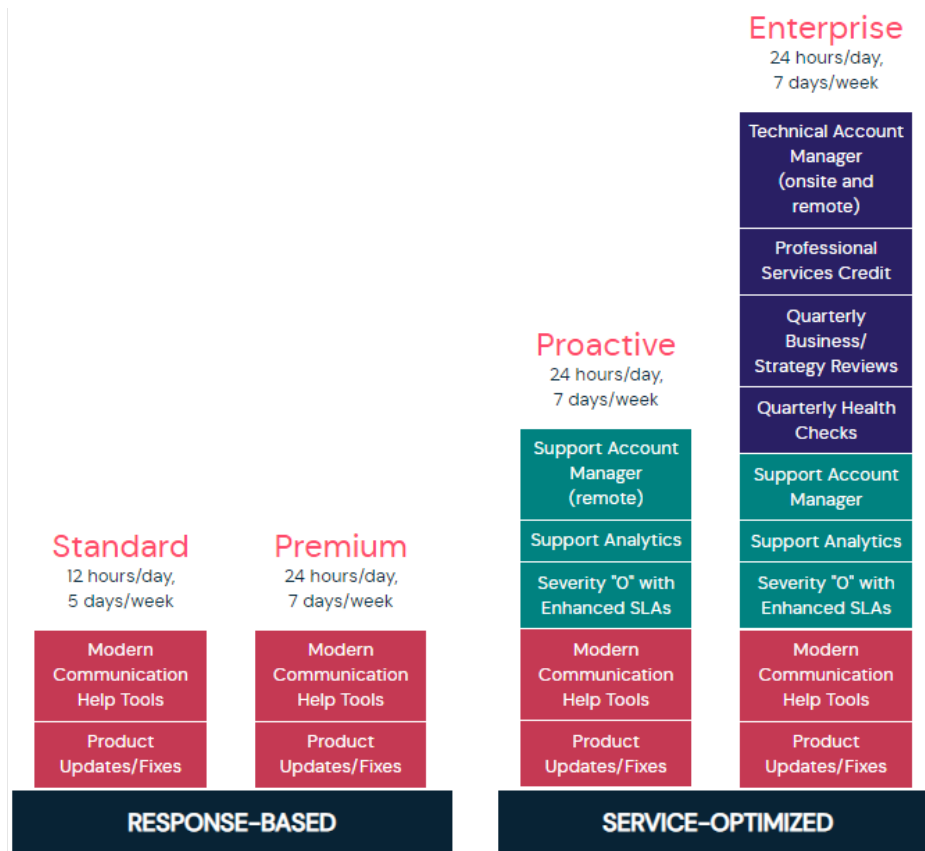 Standard
12 hours/day,
5 days/week
Modern
Communication
Help Tools
Product
Updates/Fixes
Premium
24 hours/day,
7 days/week
Modern
Communication
Help Tools
Product
Updates/Fixes
RESPONSE-BASED
Proactive
24 hours/day,
7 days/week
Support Account
Manager
(remote)
Support Analytics
Severity "0" with
Enhanced SLAs
Modern
Communication
Help Tools
Product
Updates/Fixes
Enterprise
24 hours/day,
7 days/week
Technical Account
Manager
(onsite and
remote)
Professional
Services Credit
Quarterly
Business/
Strategy Reviews
Quarterly Health
Checks
Support Account
Manager
Support Analytics
Severity "0" with
Enhanced SLAs
Modern
Communication
Help Tools
Product
Updates/Fixes
SERVICE-OPTIMIZED